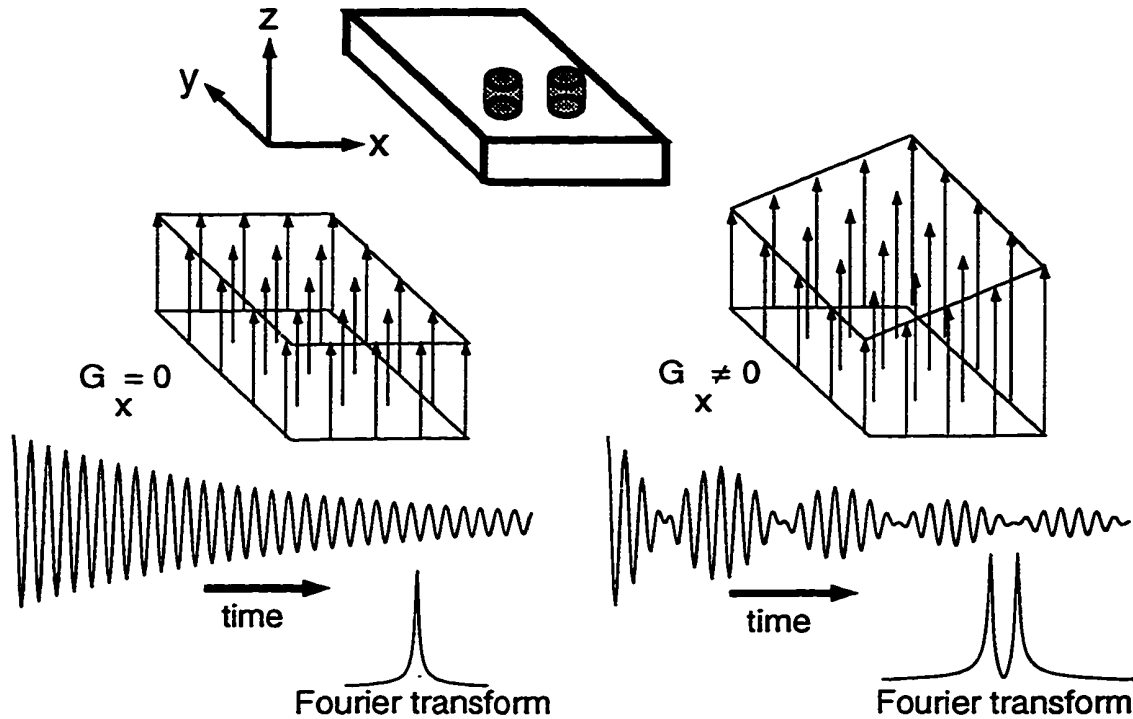 z
y
x
G = 0
x
G ≠ 0
x
time
time
Fourier transform
Fourier transform